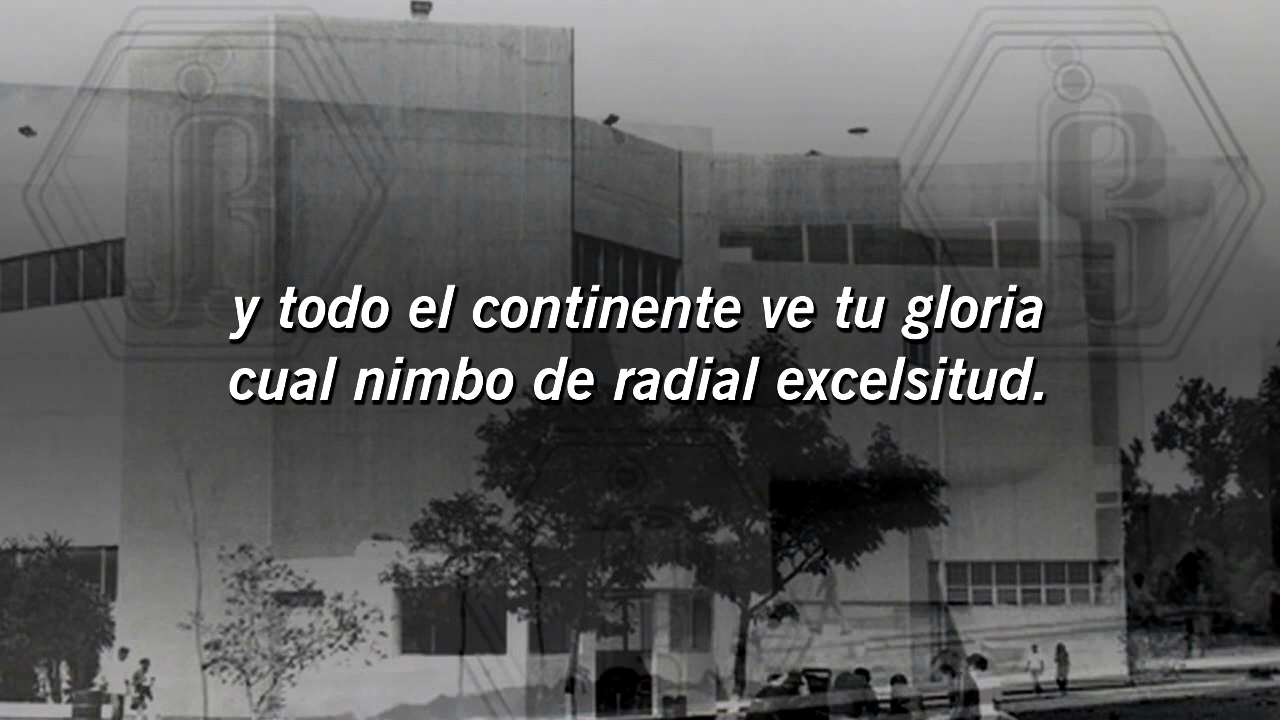 y todo el continente ve tu gloria
cual nimbo de radial excelsitud.